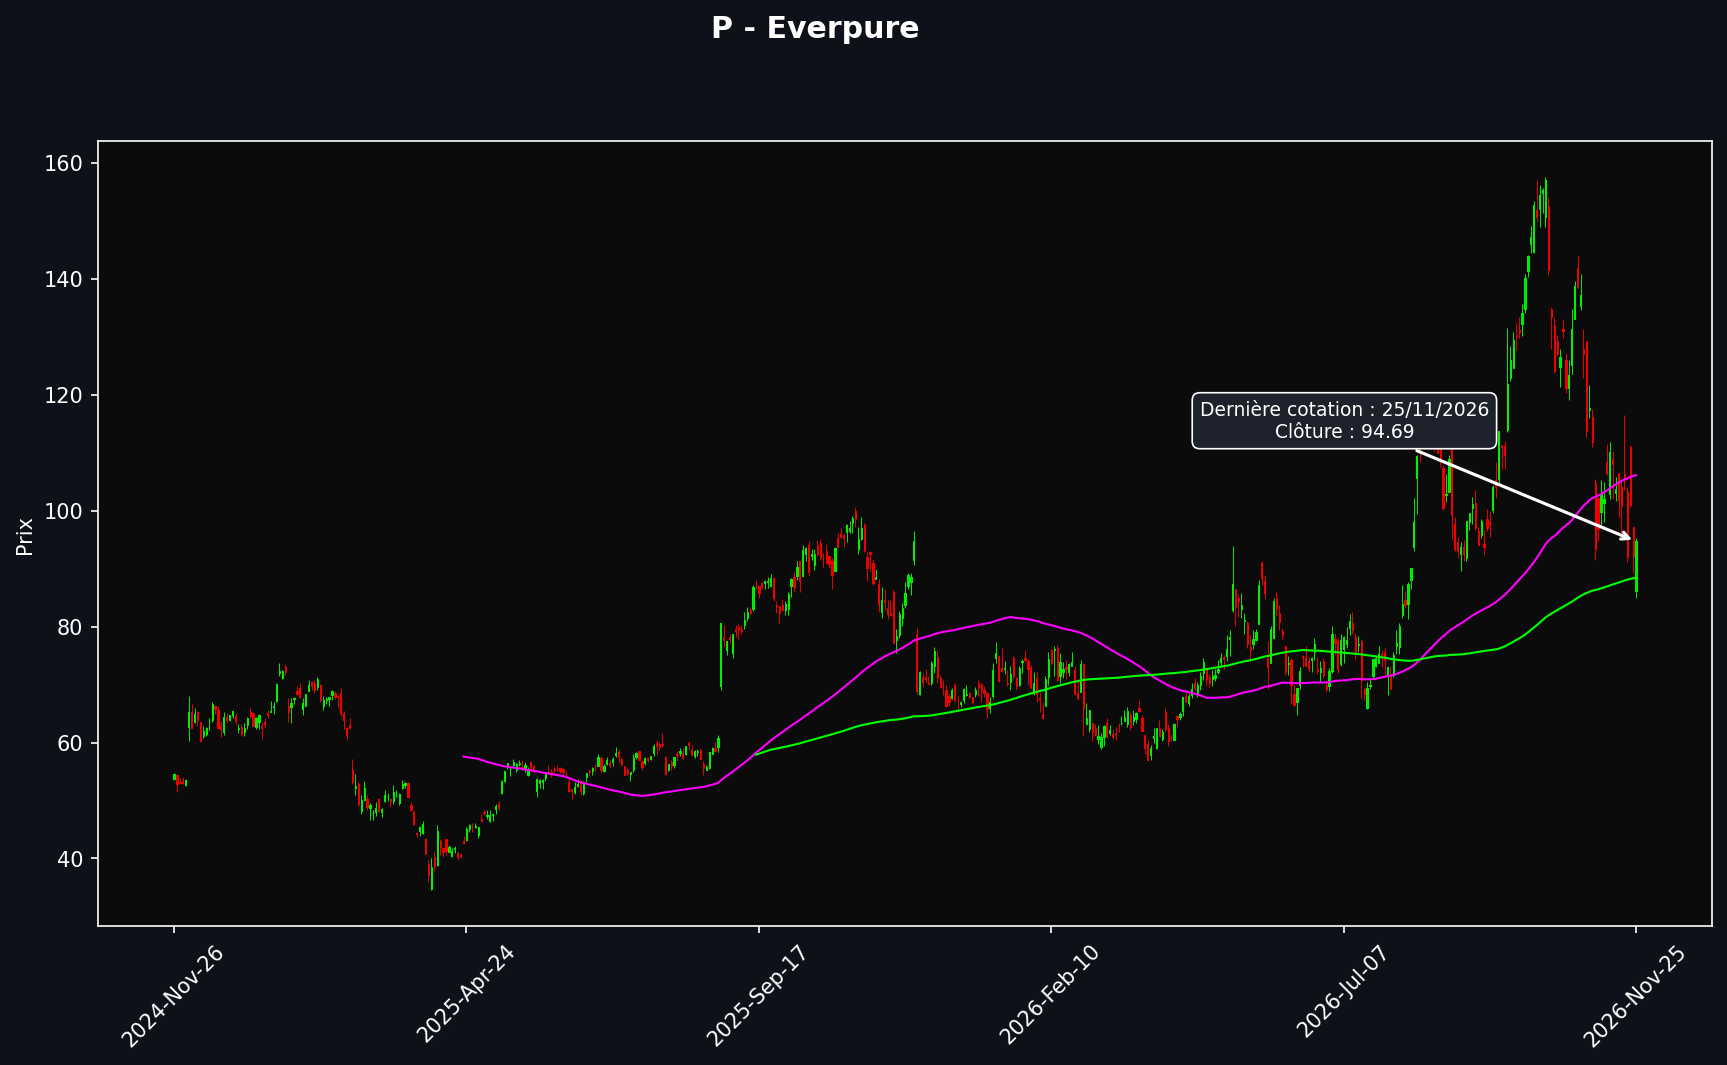 P - Everpure
160
140
120
100
80
60
40
Prix
Dernière cotation : 25/11/2026
Clôture : 94.69
2024-Nov-26
2025-Apr-24
2025-Sep-17
2026-Feb-10
2026-Jul-07
2026-Nov-25